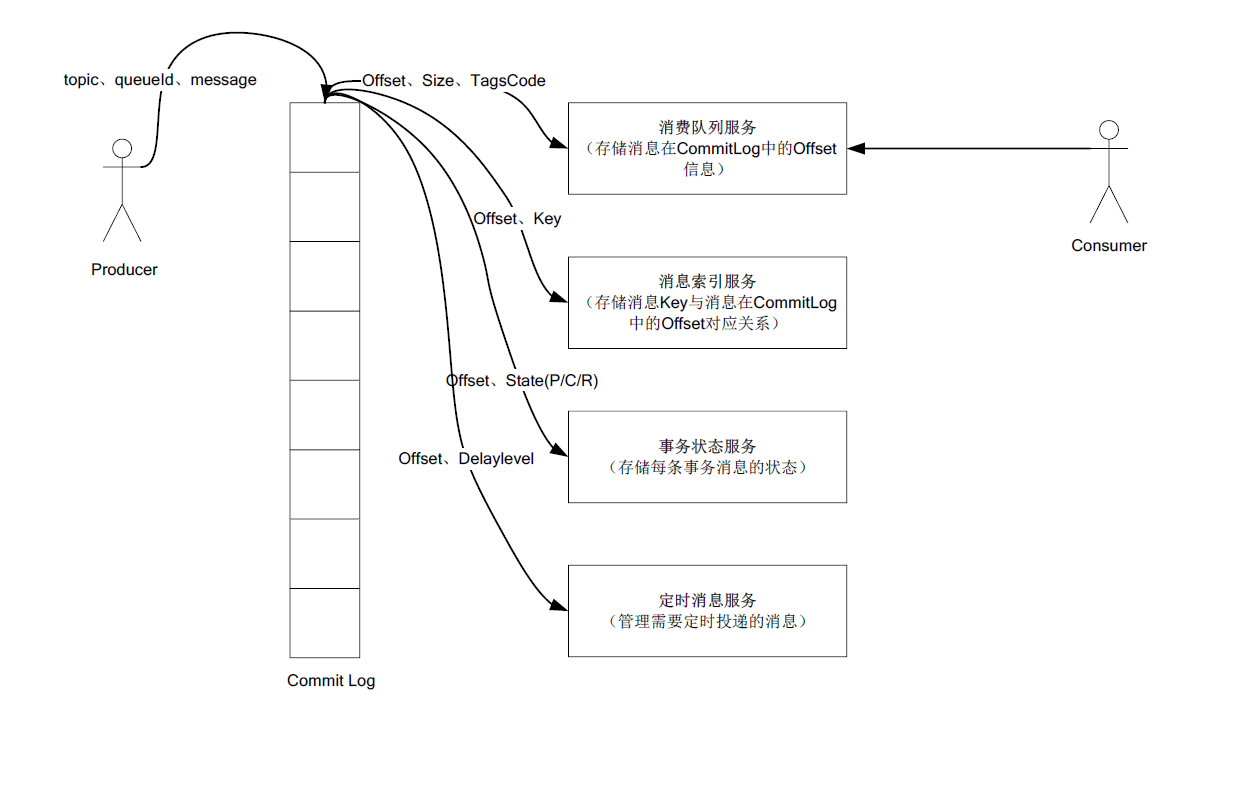 topic、queueId、message
Offset、Size、TagsCode
消费队列服务
（存储消息在CommitLog中的Offset
信息）
Producer
Consumer
Offset、Key
消息索引服务
（存储消息Key与消息在CommitLog
中的Offset对应关系）
Offset、State(P/C/R)
事务状态服务
（存储每条事务消息的状态）
Offset、Delaylevel
定时消息服务
（管理需要定时投递的消息）
Commit Log